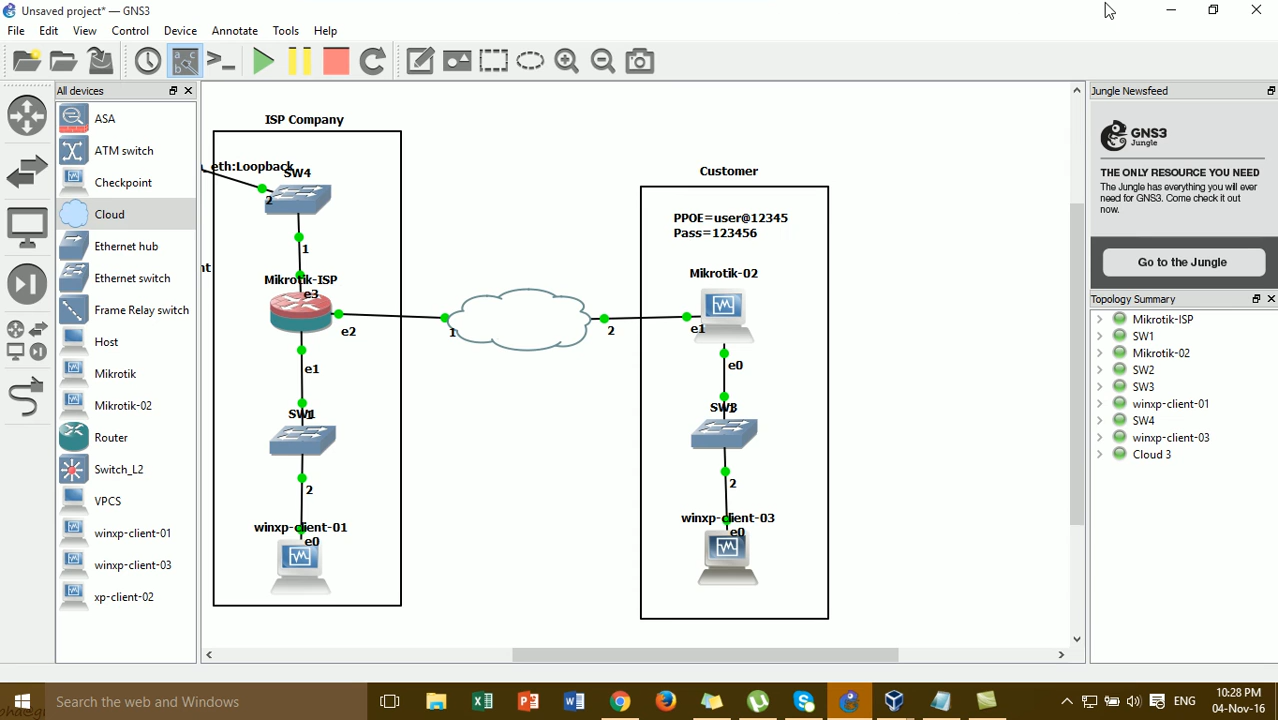 Unsaved project* — GNS3
File Edit View Control Device Annotate Tools Help
All devices
ASA
ATM switch
Checkpoint
Cloud
Ethernet hub
Ethernet switch
Frame Relay switch
Host
Mikrotik
Mikrotik-02
Router
Switch_L2
VPCS
winxp-client-01
winxp-client-03
xp-client-02
ISP Company
eth:Loopback
SW4
2
1
Mikrotik-ISP
e3
e2
e1
SW1
2
winxp-client-01
e0
1
2
Customer
PPOE=user@12345
Pass=123456
Mikrotik-02
e1
e0
SW3
2
winxp-client-03
e0
Jungle Newsfeed
GNS3
Jungle
THE ONLY RESOURCE YOU NEED
The Jungle has everything you will ever
need for GNS3. Come check it out
now.
Go to the Jungle
Topology Summary
Mikrotik-ISP
SW1
Mikrotik-02
SW2
SW3
winxp-client-01
SW4
winxp-client-03
Cloud 3
Search the web and Windows
ENG
10:28 PM
04-Nov-16